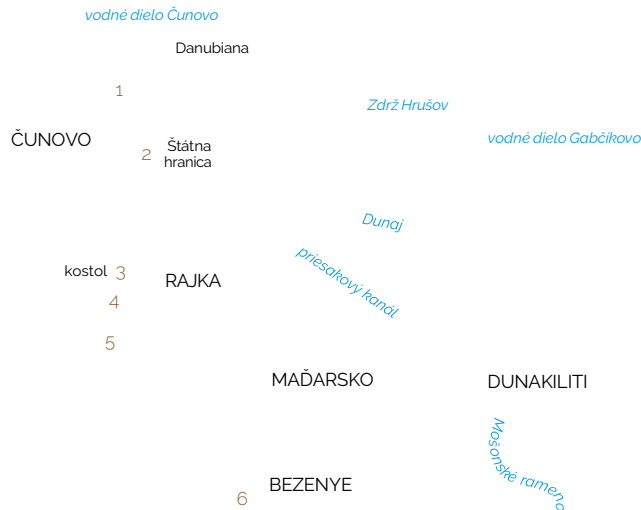 vodné dielo Čunovo
Danubiana
1
Zdrž Hrušov
ČUNOVO
vodné dielo Gabčíkovo
2
Štátna
hranica
Dunaj
priesakový kanál
kostol
3
RAJKA
4
5
MAĎARSKO
DUNAKILITI
Mošonské rameno
BEZENYE
6